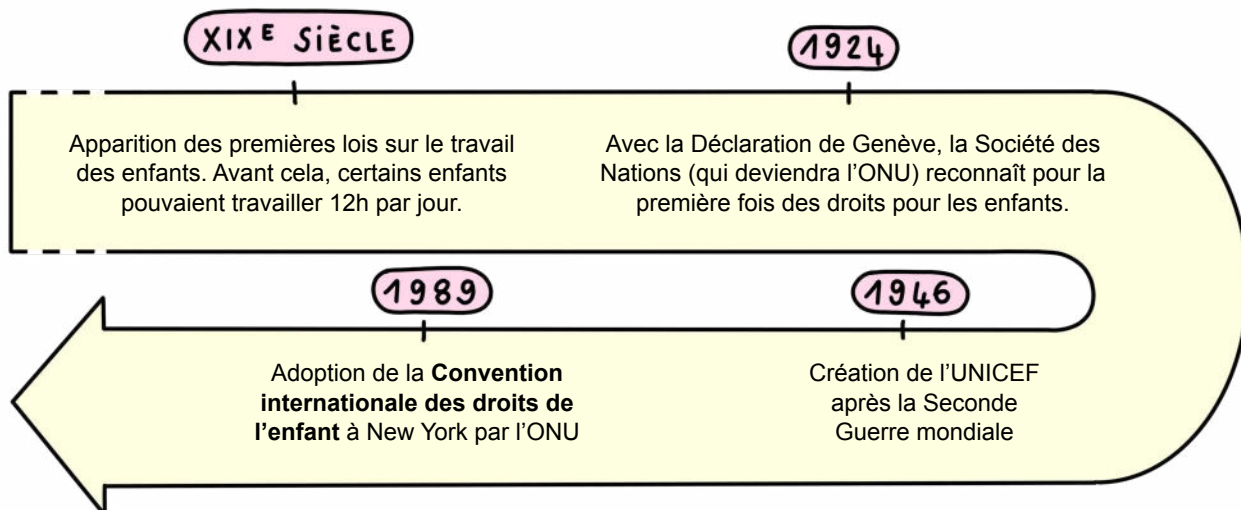 XIXE SIÈCLE
Apparition des premières lois sur le travail
des enfants. Avant cela, certains enfants
pouvaient travailler 12h par jour.
1924
Avec la Déclaration de Genève, la Société des
Nations (qui deviendra l’ONU) reconnaît pour la
première fois des droits pour les enfants.
1946
Création de l’UNICEF
après la Seconde
Guerre mondiale
1989
Adoption de la Convention
internationale des droits de
l’enfant à New York par l’ONU